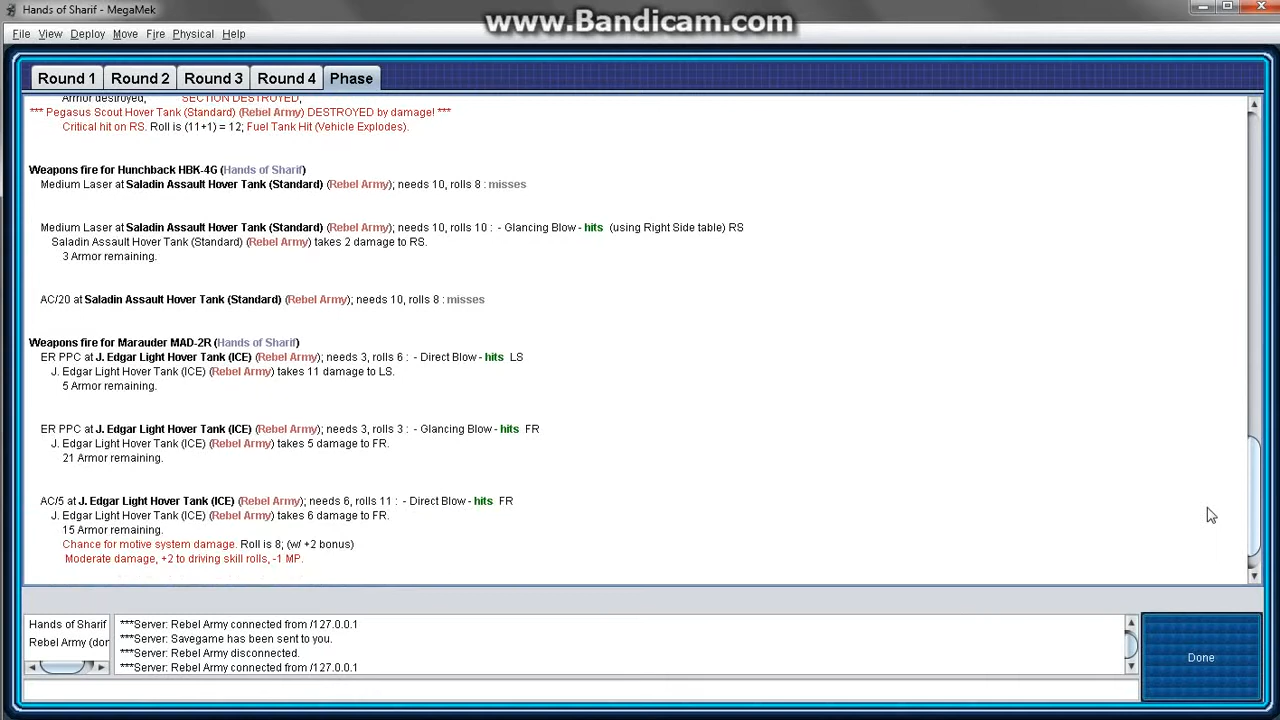 Hands of Sharif - MegaMek
www.Bandicam.com
File View Deploy Move Fire Physical Help
Round 1 Round 2 Round 3 Round 4 Phase
Armor destroyed, SECTION DESTROYED,
*** Pegasus Scout Hover Tank (Standard) (Rebel Army) DESTROYED by damage! ***
Critical hit on RS. Roll is (11+1) = 12; Fuel Tank Hit (Vehicle Explodes).
Weapons fire for Hunchback HBK-4G (Hands of Sharif)
Medium Laser at Saladin Assault Hover Tank (Standard) (Rebel Army); needs 10, rolls 8 : misses
Medium Laser at Saladin Assault Hover Tank (Standard) (Rebel Army); needs 10, rolls 10 : - Glancing Blow - hits (using Right Side table) RS
Saladin Assault Hover Tank (Standard) (Rebel Army) takes 2 damage to RS.
3 Armor remaining.
AC/20 at Saladin Assault Hover Tank (Standard) (Rebel Army); needs 10, rolls 8 : misses
Weapons fire for Marauder MAD-2R (Hands of Sharif)
ER PPC at J. Edgar Light Hover Tank (ICE) (Rebel Army); needs 3, rolls 6 : - Direct Blow - hits LS
J. Edgar Light Hover Tank (ICE) (Rebel Army) takes 11 damage to LS.
5 Armor remaining.
ER PPC at J. Edgar Light Hover Tank (ICE) (Rebel Army); needs 3, rolls 3 : - Glancing Blow - hits FR
J. Edgar Light Hover Tank (ICE) (Rebel Army) takes 5 damage to FR.
21 Armor remaining.
AC/5 at J. Edgar Light Hover Tank (ICE) (Rebel Army); needs 6, rolls 11 : - Direct Blow - hits FR
J. Edgar Light Hover Tank (ICE) (Rebel Army) takes 6 damage to FR.
15 Armor remaining.
Chance for motive system damage. Roll is 8; (w/ +2 bonus)
Moderate damage, +2 to driving skill rolls, -1 MP.
Hands of Sharif
Rebel Army (dor
***Server: Rebel Army connected from /127.0.0.1
***Server: Savegame has been sent to you.
***Server: Rebel Army disconnected.
***Server: Rebel Army connected from /127.0.0.1
Done